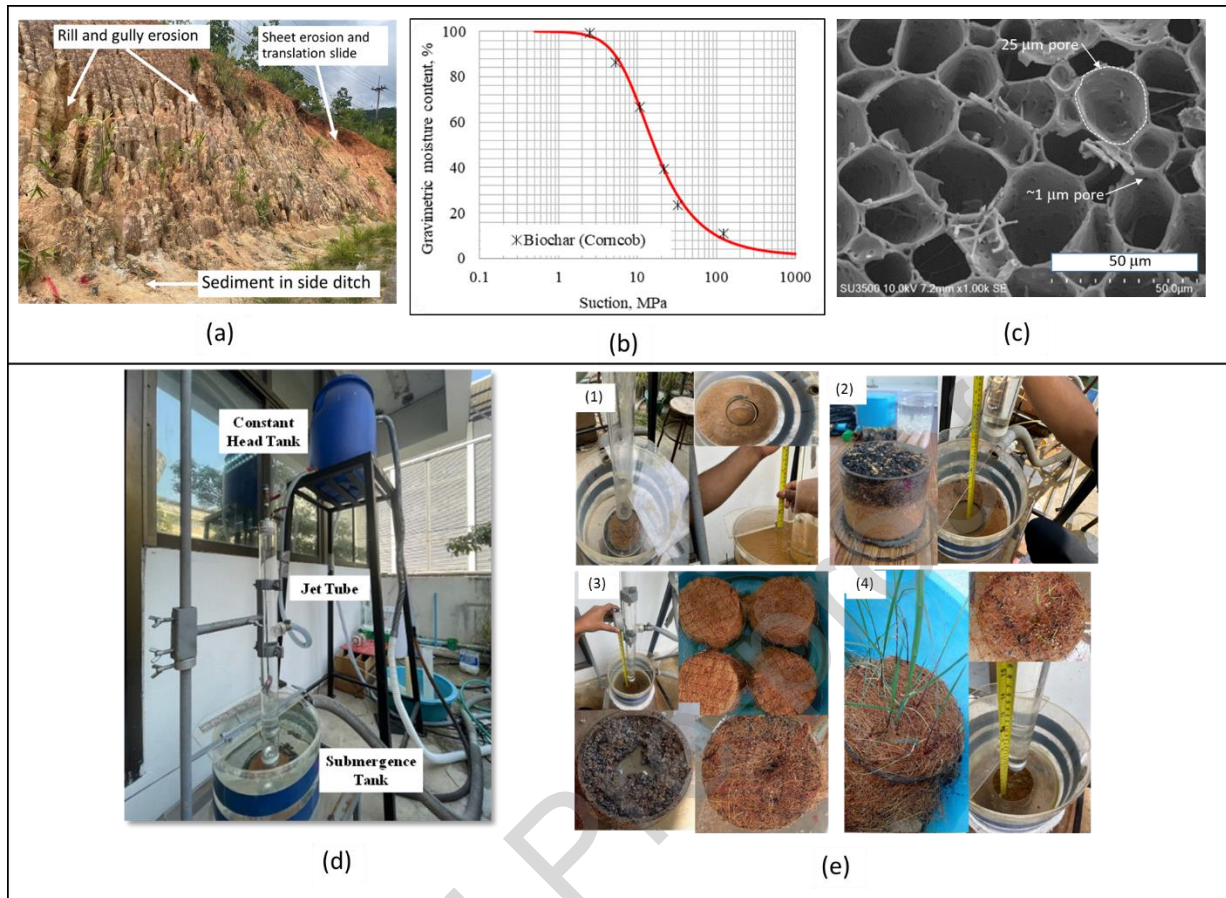 Rill and gully erosion
Sheet erosion and
translation slide
Sediment in side ditch
(a)
Gravimetric moisture content, %
100
80
60
40
20
0
Biochar (Corncob)
0.1 1 10 100 1000
Suction, MPa
(b)
25 μm pore
~1 μm pore
50 μm
SU3500 10.0kV 7.2mm x1.00k SE
50.0μm
(c)
Constant
Head Tank
Jet Tube
Submergence
Tank
(d)
(1)
(2)
(3)
(4)
(e)